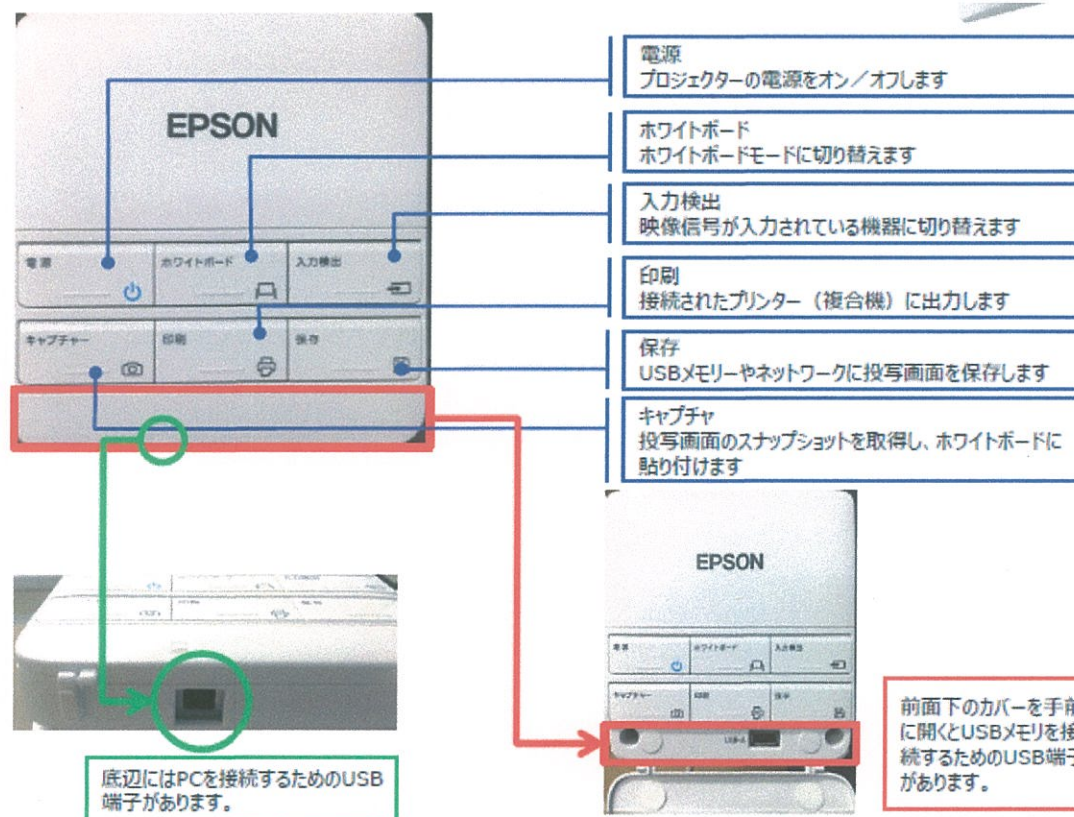 EPSON
電源
ホワイトボード
入力検出
キャプチャー
印刷
保存
電源
プロジェクターの電源をオン／オフします
ホワイトボード
ホワイトボードモードに切り替えます
入力検出
映像信号が入力されている機器に切り替えます
印刷
接続されたプリンター（複合機）に出力します
保存
USBメモリーやネットワークに投写画面を保存します
キャプチャ
投写画面のスナップショットを取得し、ホワイトボードに
貼り付けます
底辺にはPCを接続するためのUSB
端子があります。
EPSON
電源
ホワイトボード
入力検出
キャプチャー
印刷
保存
USB-A
前面下のカバーを手前
に開くとUSBメモリを接
続するためのUSB端子
があります。